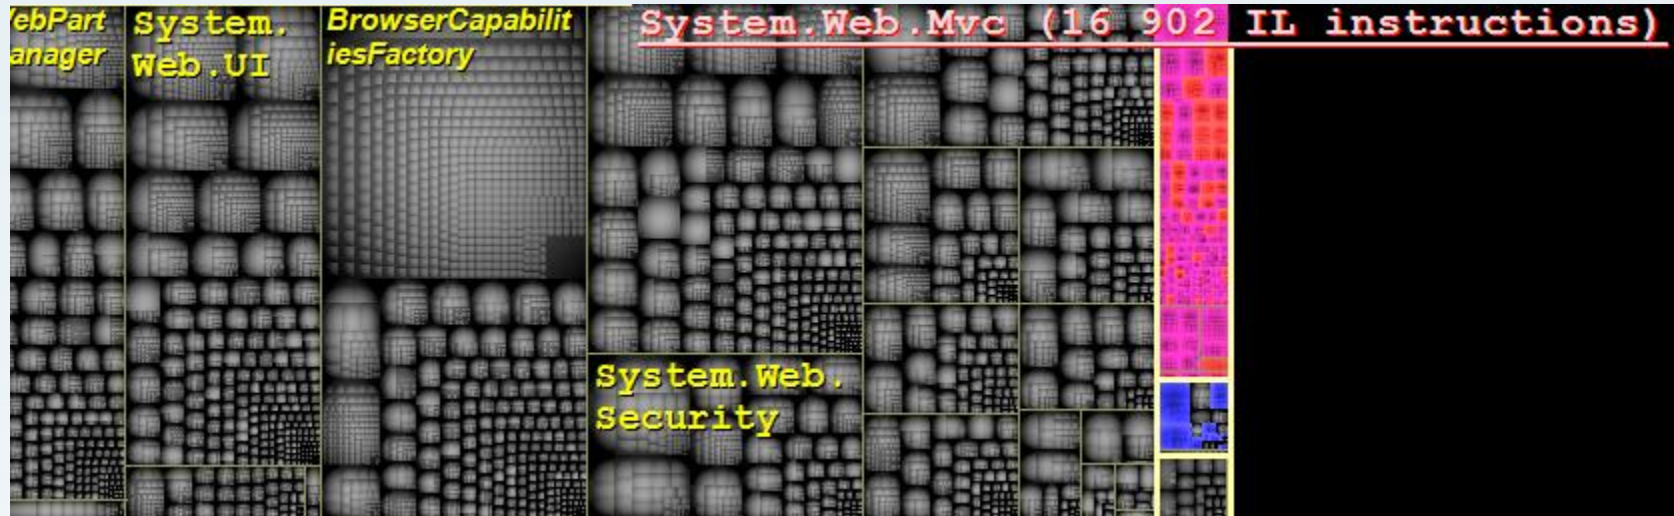 ebPart
anager
System.
Web.UI
BrowserCapabilit
iesFactory
System.Web.Mvc (16 902 IL instructions)
System.Web.
Security